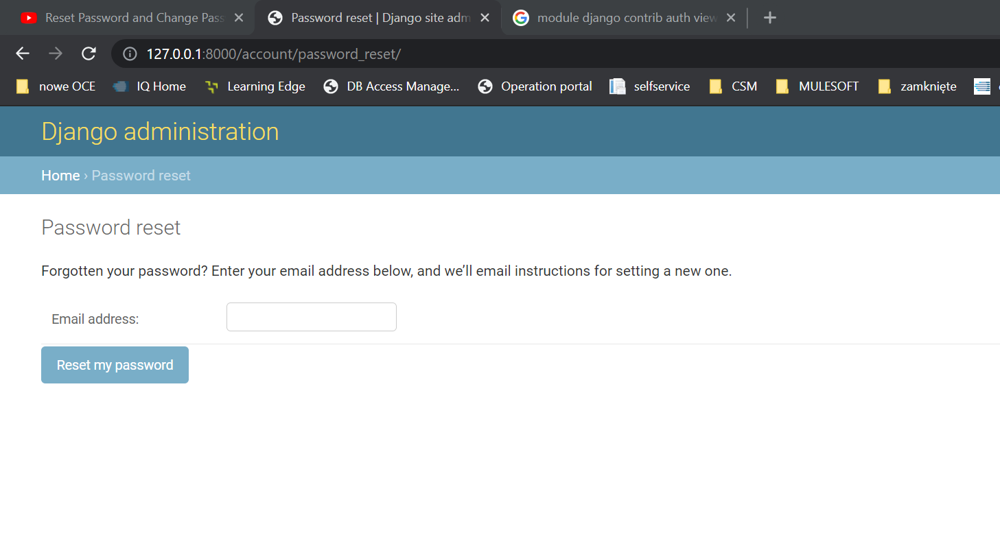 Reset Password and Change Pass
Password reset | Django site adm
module django contrib auth view
127.0.0.1:8000/account/password_reset/
nowe OCE IQ Home Learning Edge DB Access Manage... Operation portal selfservice CSM MULESOFT zamknięte
Django administration
Home › Password reset
Password reset
Forgotten your password? Enter your email address below, and we’ll email instructions for setting a new one.
Email address:
Reset my password